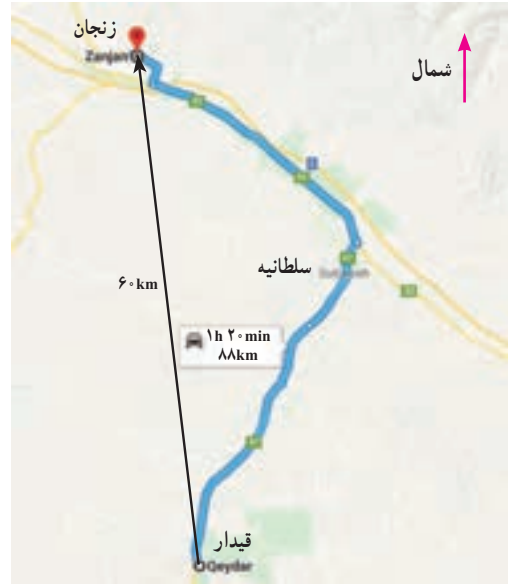 زنجان
Zanjan
شمال
سلطانیه
۶۰km
۱h ۲۰min
۸۸km
قیدار
Qeydar